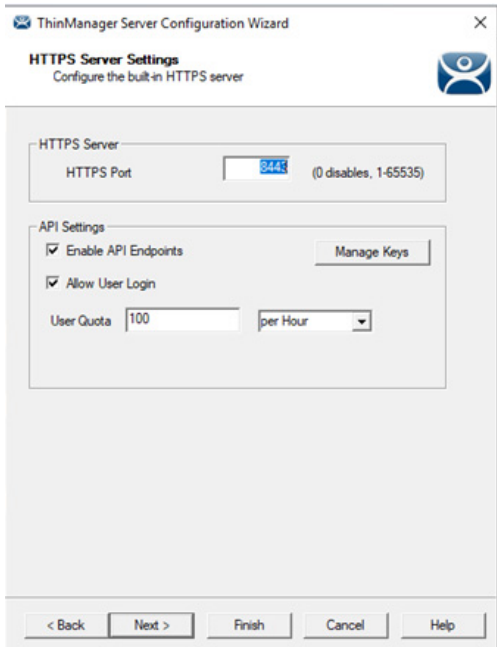 ThinManager Server Configuration Wizard
HTTPS Server Settings
Configure the built-in HTTPS server
HTTPS Server
HTTPS Port 8443 (0 disables, 1-65535)
API Settings
Enable API Endpoints Manage Keys
Allow User Login
User Quota 100 per Hour
< Back Next > Finish Cancel Help